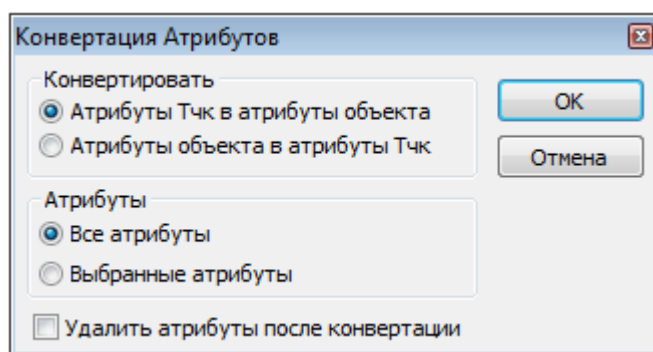 Конвертация Атрибутов
Конвертировать
Атрибуты Тчк в атрибуты объекта
Атрибуты объекта в атрибуты Тчк
OK
Отмена
Атрибуты
Все атрибуты
Выбранные атрибуты
Удалить атрибуты после конвертации